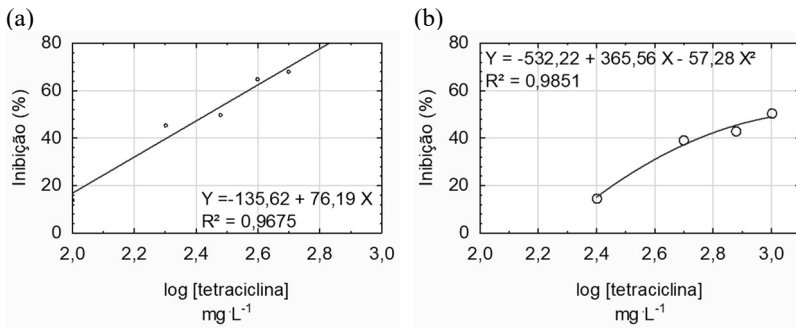 (a)
80
60
40
20
0
Inibição (%)
Y =-135,62 + 76,19 X
R² = 0,9675
2,0 2,2 2,4 2,6 2,8 3,0
log [tetraciclina]
mg·L⁻¹
(b)
80
60
40
20
0
Inibição (%)
Y = -532,22 + 365,56 X - 57,28 X²
R² = 0,9851
2,0 2,2 2,4 2,6 2,8 3,0
log [tetraciclina]
mg·L⁻¹